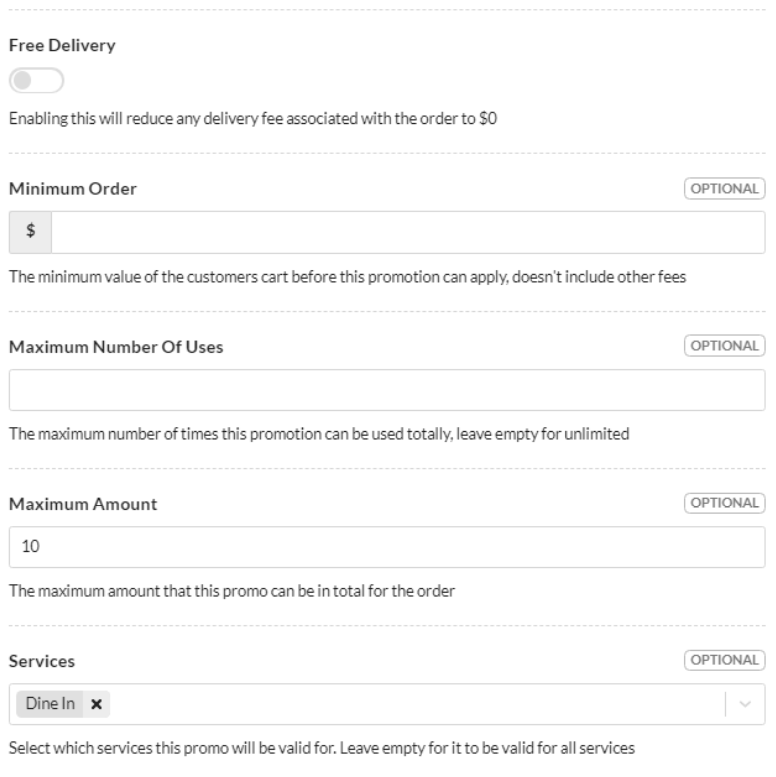 Free Delivery
Enabling this will reduce any delivery fee associated with the order to $0
Minimum Order OPTIONAL
$
The minimum value of the customers cart before this promotion can apply, doesn't include other fees
Maximum Number Of Uses OPTIONAL
The maximum number of times this promotion can be used totally, leave empty for unlimited
Maximum Amount OPTIONAL
10
The maximum amount that this promo can be in total for the order
Services OPTIONAL
Dine In ×
Select which services this promo will be valid for. Leave empty for it to be valid for all services